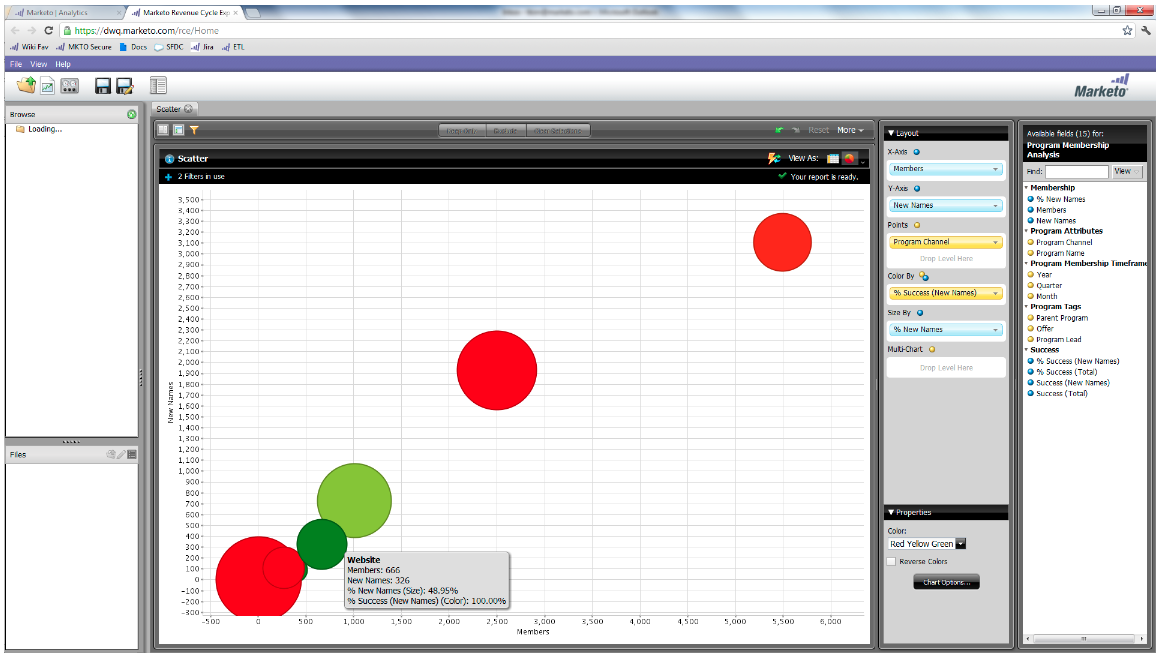 Marketo | Analytics
Marketo Revenue Cycle Exp
https://dwq.marketo.com/rce/Home
Wiki Fav
MKTO Secure
Docs
SFDC
Jira
ETL
File View Help
Marketo
Browse
Loading...
Files
Scatter
Reset
More
Scatter
View As:
2 Filters in use
Your report is ready.
New Names
3,500
3,400
3,300
3,200
3,100
3,000
2,900
2,800
2,700
2,600
2,500
2,400
2,300
2,200
2,100
2,000
1,900
1,800
1,700
1,600
1,500
1,400
1,300
1,200
1,100
1,000
900
800
700
600
500
400
300
200
100
0
-100
-200
-300
-500 0 500 1,000 1,500 2,000 2,500 3,000 3,500 4,000 4,500 5,000 5,500 6,000
Members
Website
Members: 666
New Names: 326
% New Names (Size): 48.95%
% Success (New Names) (Color): 100.00%
Layout
X-Axis
Members
Y-Axis
New Names
Points
Program Channel
Drop Level Here
Color By
% Success (New Names)
Size By
% New Names
Multi-Chart
Drop Level Here
Properties
Color:
Red Yellow Green
Reverse Colors
Chart Options...
Available fields (15) for:
Program Membership
Analysis
Find:
View
Membership
% New Names
Members
New Names
Program Attributes
Program Channel
Program Name
Program Membership Timeframe
Year
Quarter
Month
Program Tags
Parent Program
Offer
Program Lead
Success
% Success (New Names)
% Success (Total)
Success (New Names)
Success (Total)